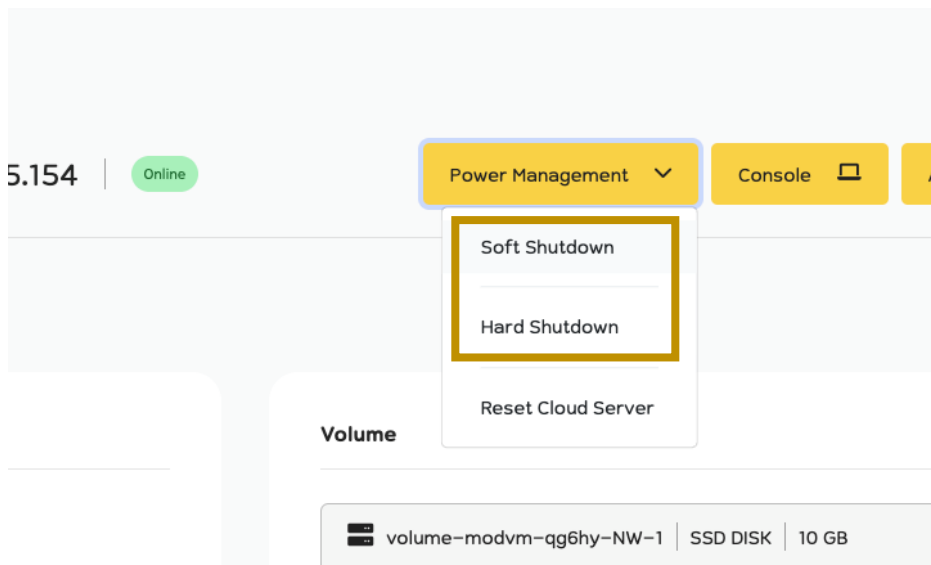 5.154
Online
Power Management
Console
Soft Shutdown
Hard Shutdown
Reset Cloud Server
Volume
volume-modvm-qg6hy-NW-1
SSD DISK
10 GB